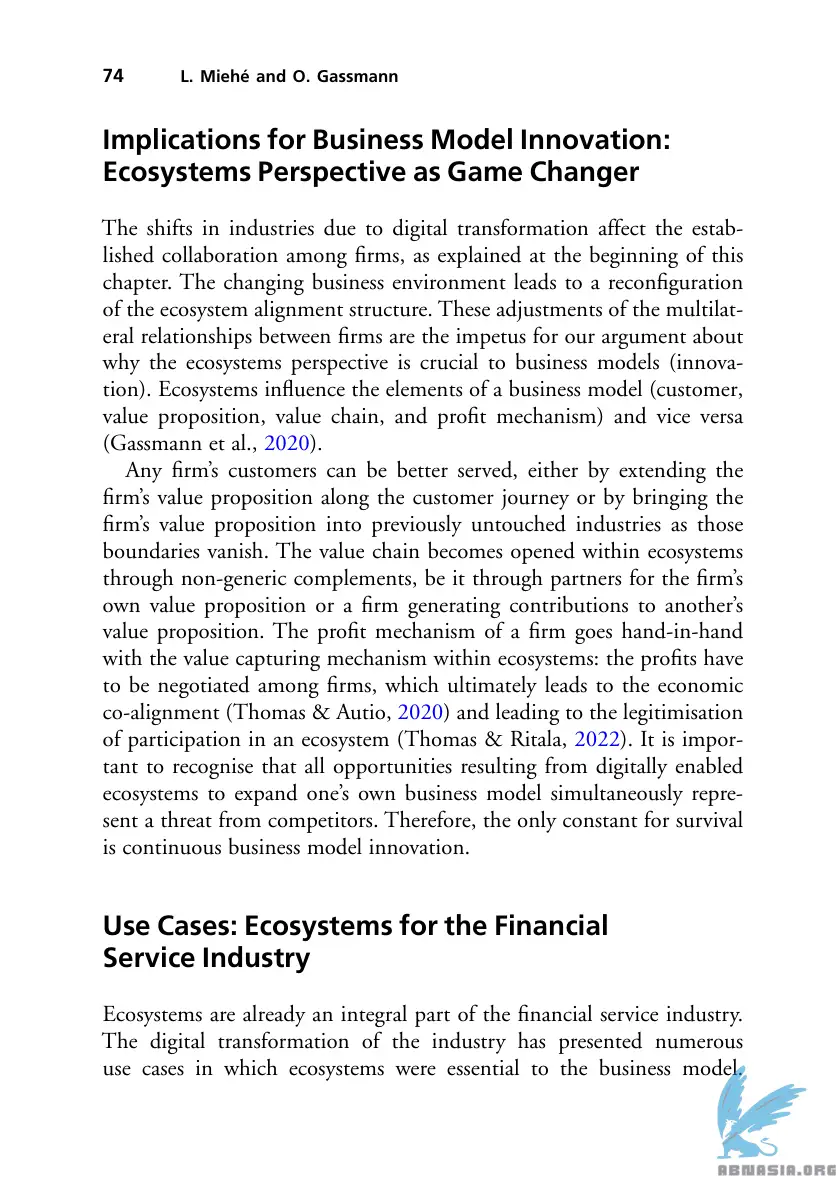 74 L. Miehé and O. Gassmann
Implications for Business Model Innovation:
Ecosystems Perspective as Game Changer
The shifts in industries due to digital transformation affect the estab-
lished collaboration among firms, as explained at the beginning of this
chapter. The changing business environment leads to a reconfiguration
of the ecosystem alignment structure. These adjustments of the multilat-
eral relationships between firms are the impetus for our argument about
why the ecosystems perspective is crucial to business models (innova-
tion). Ecosystems influence the elements of a business model (customer,
value proposition, value chain, and profit mechanism) and vice versa
(Gassmann et al., 2020).
Any firm’s customers can be better served, either by extending the
firm’s value proposition along the customer journey or by bringing the
firm’s value proposition into previously untouched industries as those
boundaries vanish. The value chain becomes opened within ecosystems
through non-generic complements, be it through partners for the firm’s
own value proposition or a firm generating contributions to another’s
value proposition. The profit mechanism of a firm goes hand-in-hand
with the value capturing mechanism within ecosystems: the profits have
to be negotiated among firms, which ultimately leads to the economic
co-alignment (Thomas & Autio, 2020) and leading to the legitimisation
of participation in an ecosystem (Thomas & Ritala, 2022). It is impor-
tant to recognise that all opportunities resulting from digitally enabled
ecosystems to expand one’s own business model simultaneously repre-
sent a threat from competitors. Therefore, the only constant for survival
is continuous business model innovation.
Use Cases: Ecosystems for the Financial
Service Industry
Ecosystems are already an integral part of the financial service industry.
The digital transformation of the industry has presented numerous
use cases in which ecosystems were essential to the business model.
ABNASIA.ORG